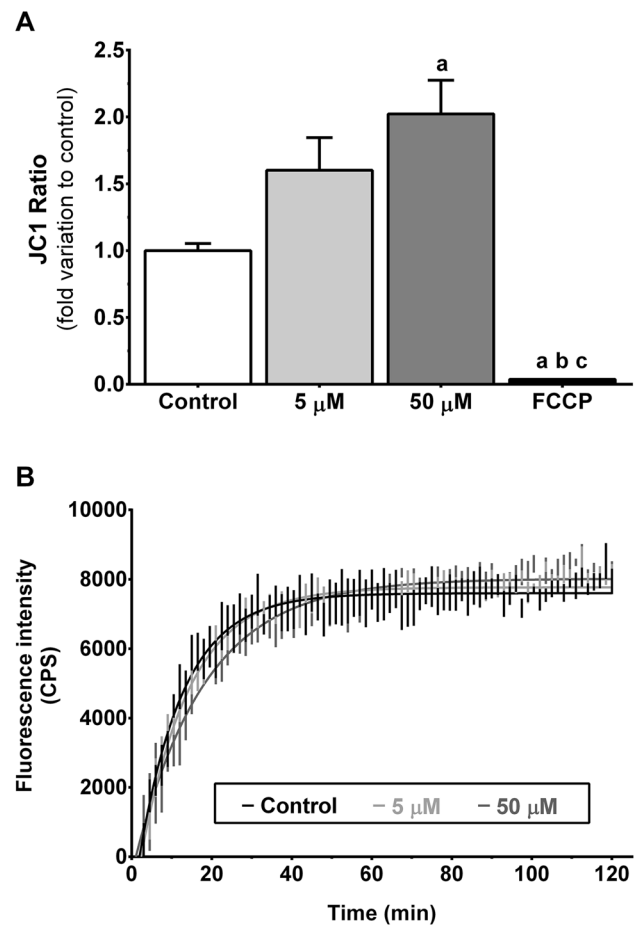 A
JC1 Ratio
(fold variation to control)
2.5
2.0
1.5
1.0
0.5
0.0
a
a b c
Control
5 μM
50 μM
FCCP
B
Fluorescence intensity
(CPS)
10000
8000
6000
4000
2000
0
Control
5 μM
50 μM
0
20
40
60
80
100
120
Time (min)